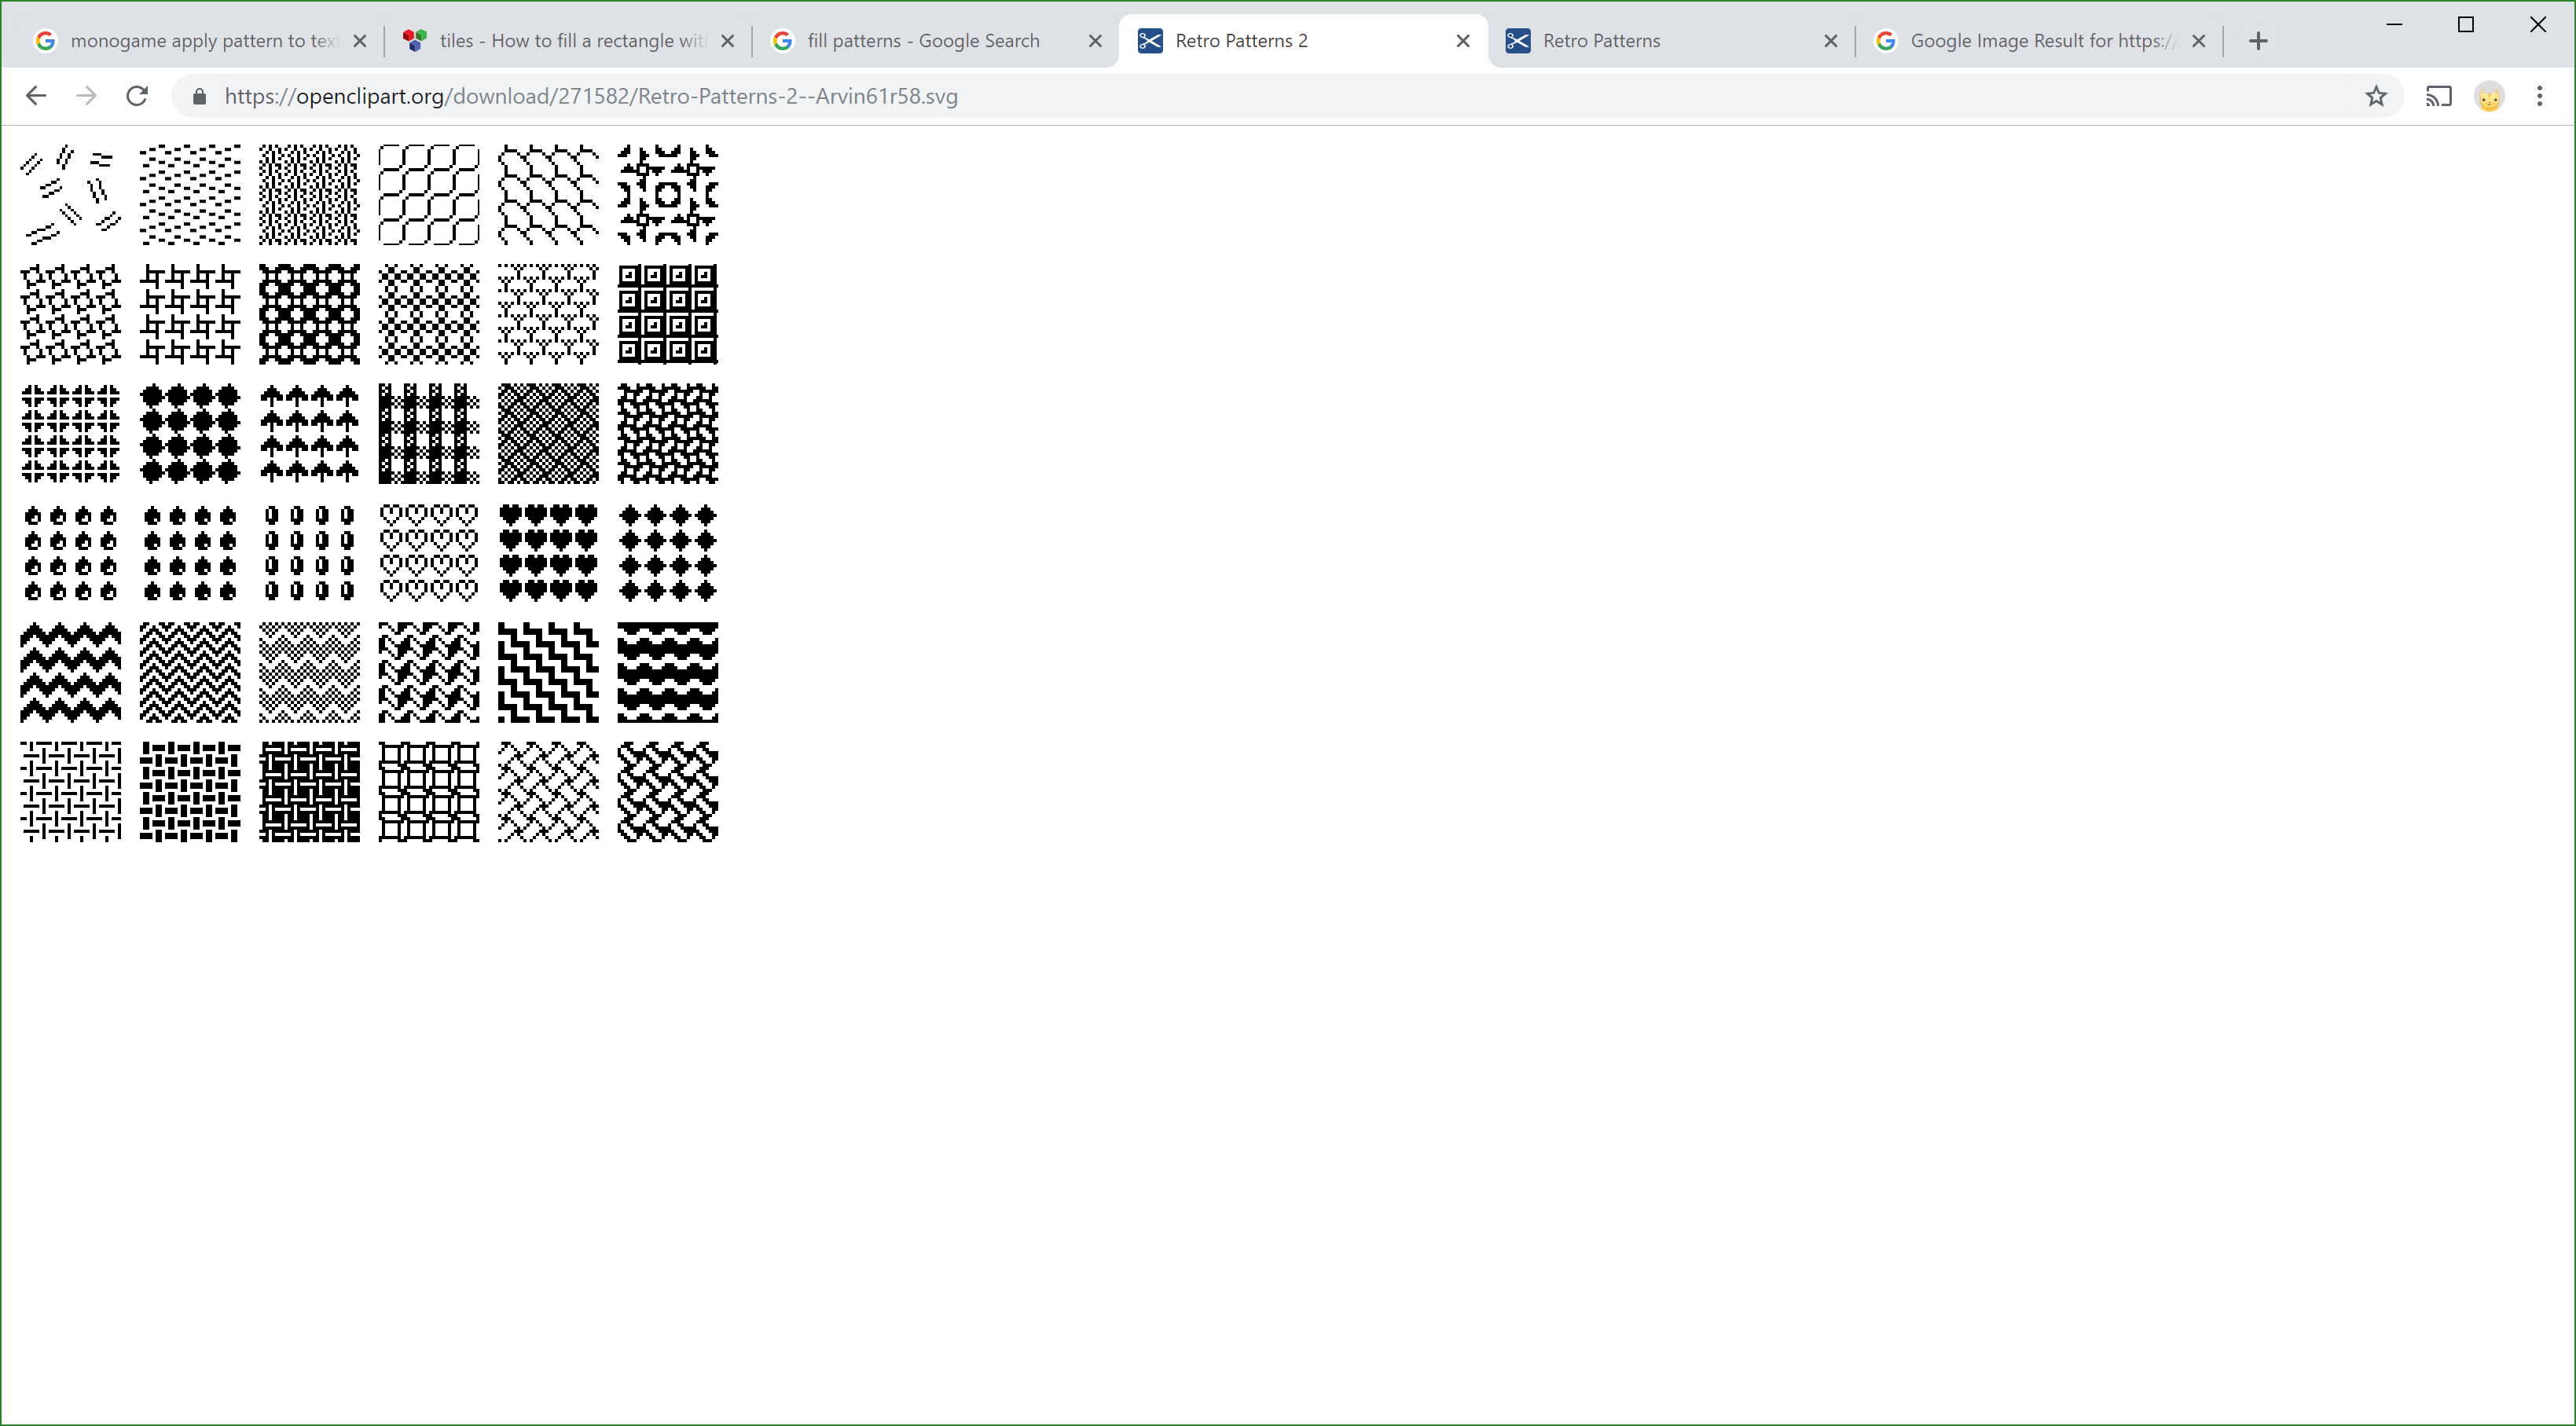 monogame apply pattern to tex
tiles - How to fill a rectangle wit
fill patterns - Google Search
Retro Patterns 2
Retro Patterns
Google Image Result for https:/
https://openclipart.org/download/271582/Retro-Patterns-2--Arvin61r58.svg